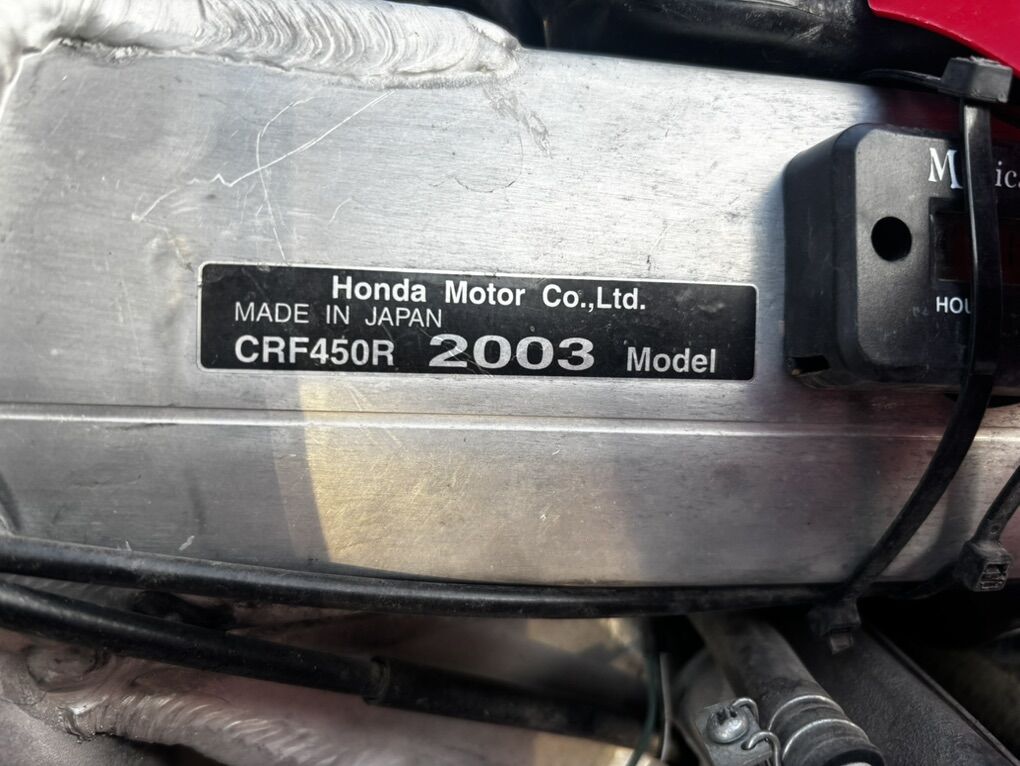 Honda Motor Co.,Ltd.
MADE IN JAPAN
CRF450R 2003 Model